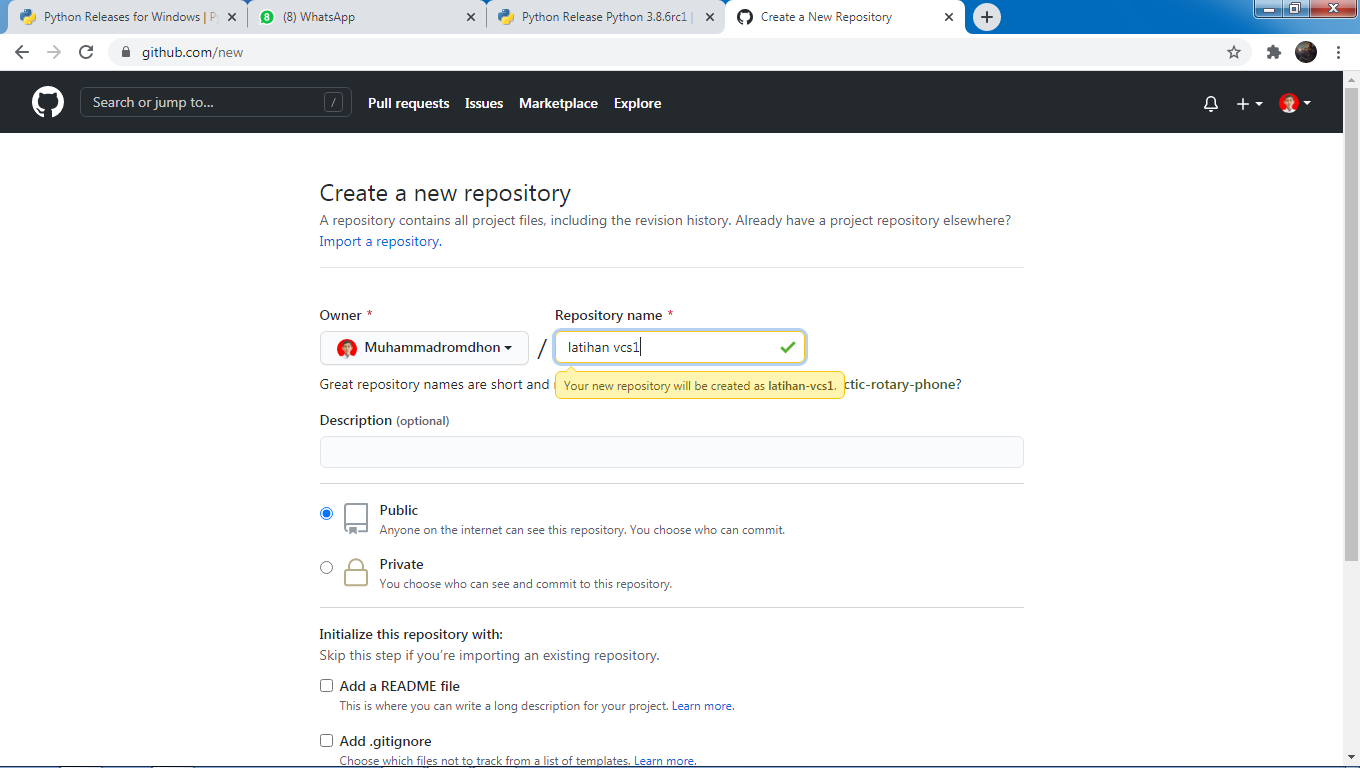 Python Releases for Windows | Py
(8) WhatsApp
Python Release Python 3.8.6rc1 |
Create a New Repository
github.com/new
Search or jump to... /
Pull requests Issues Marketplace Explore
Create a new repository
A repository contains all project files, including the revision history. Already have a project repository elsewhere?
Import a repository.
Owner * Repository name *
Muhammadromdhon / latihan vcs1
Great repository names are short and
Your new repository will be created as latihan-vcs1.
ctic-rotary-phone?
Description (optional)
Public
Anyone on the internet can see this repository. You choose who can commit.
Private
You choose who can see and commit to this repository.
Initialize this repository with:
Skip this step if you're importing an existing repository.
Add a README file
This is where you can write a long description for your project. Learn more.
Add .gitignore
Choose which files not to track from a list of templates. Learn more.